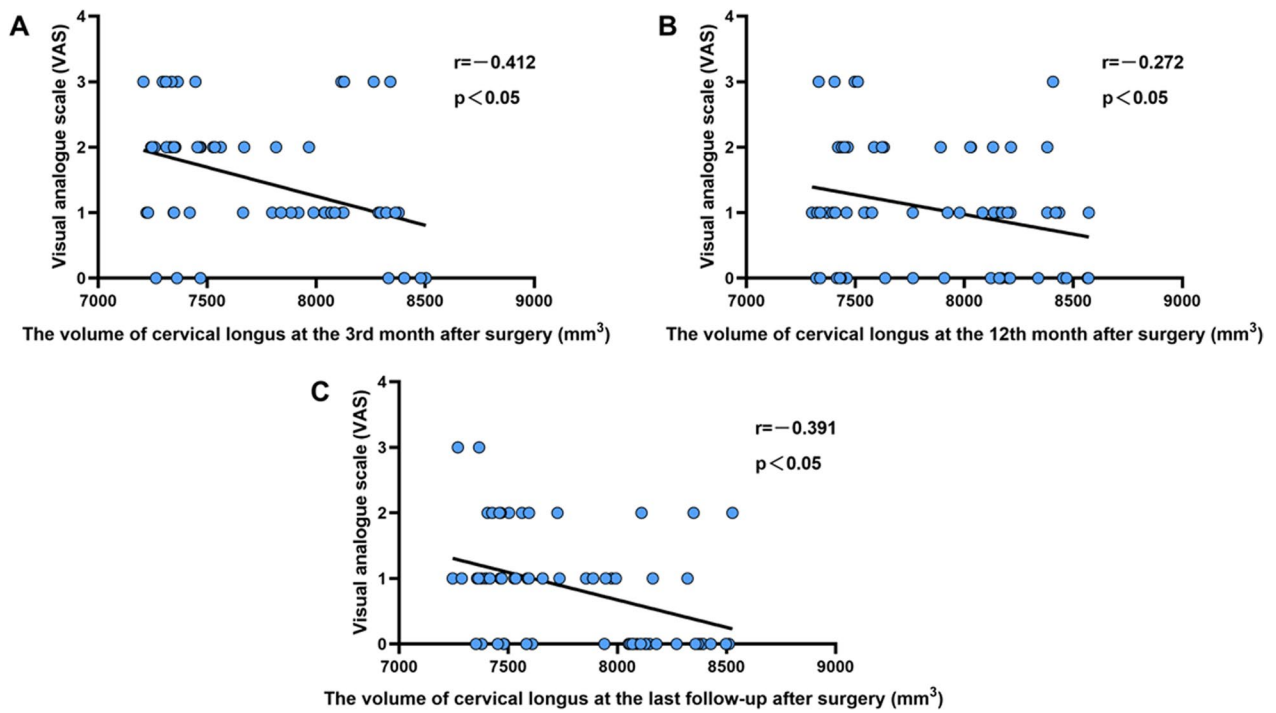 A
Visual analogue scale (VAS)
4
3
2
1
0
7000 7500 8000 8500 9000
r=－0.412
p＜0.05
The volume of cervical longus at the 3rd month after surgery (mm³)
B
Visual analogue scale (VAS)
4
3
2
1
0
7000 7500 8000 8500 9000
r=－0.272
p＜0.05
The volume of cervical longus at the 12th month after surgery (mm³)
C
Visual analogue scale (VAS)
4
3
2
1
0
7000 7500 8000 8500 9000
r=－0.391
p＜0.05
The volume of cervical longus at the last follow-up after surgery (mm³)